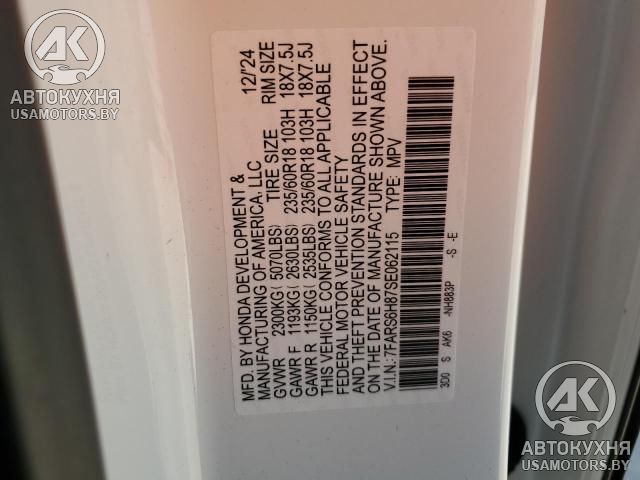 AK
АВТОКУХНЯ
USAMOTORS.BY
MFD. BY HONDA DEVELOPMENT &
MANUFACTURING OF AMERICA, LLC 12/'24
GVWR 2300KG( 5070LBS) TIRE SIZE RIM SIZE
GAWR F 1193KG( 2630LBS) 235/60R18 103H 18X7.5J
GAWR R 1150KG( 2535LBS) 235/60R18 103H 18X7.5J
THIS VEHICLE CONFORMS TO ALL APPLICABLE
FEDERAL MOTOR VEHICLE SAFETY
AND THEFT PREVENTION STANDARDS IN EFFECT
ON THE DATE OF MANUFACTURE SHOWN ABOVE.
V.I.N.:7FARS6H87SE062115 TYPE: MPV
3D0 S AK6 -NH883P -S -E
AK
АВТОКУХНЯ
USAMOTORS.BY